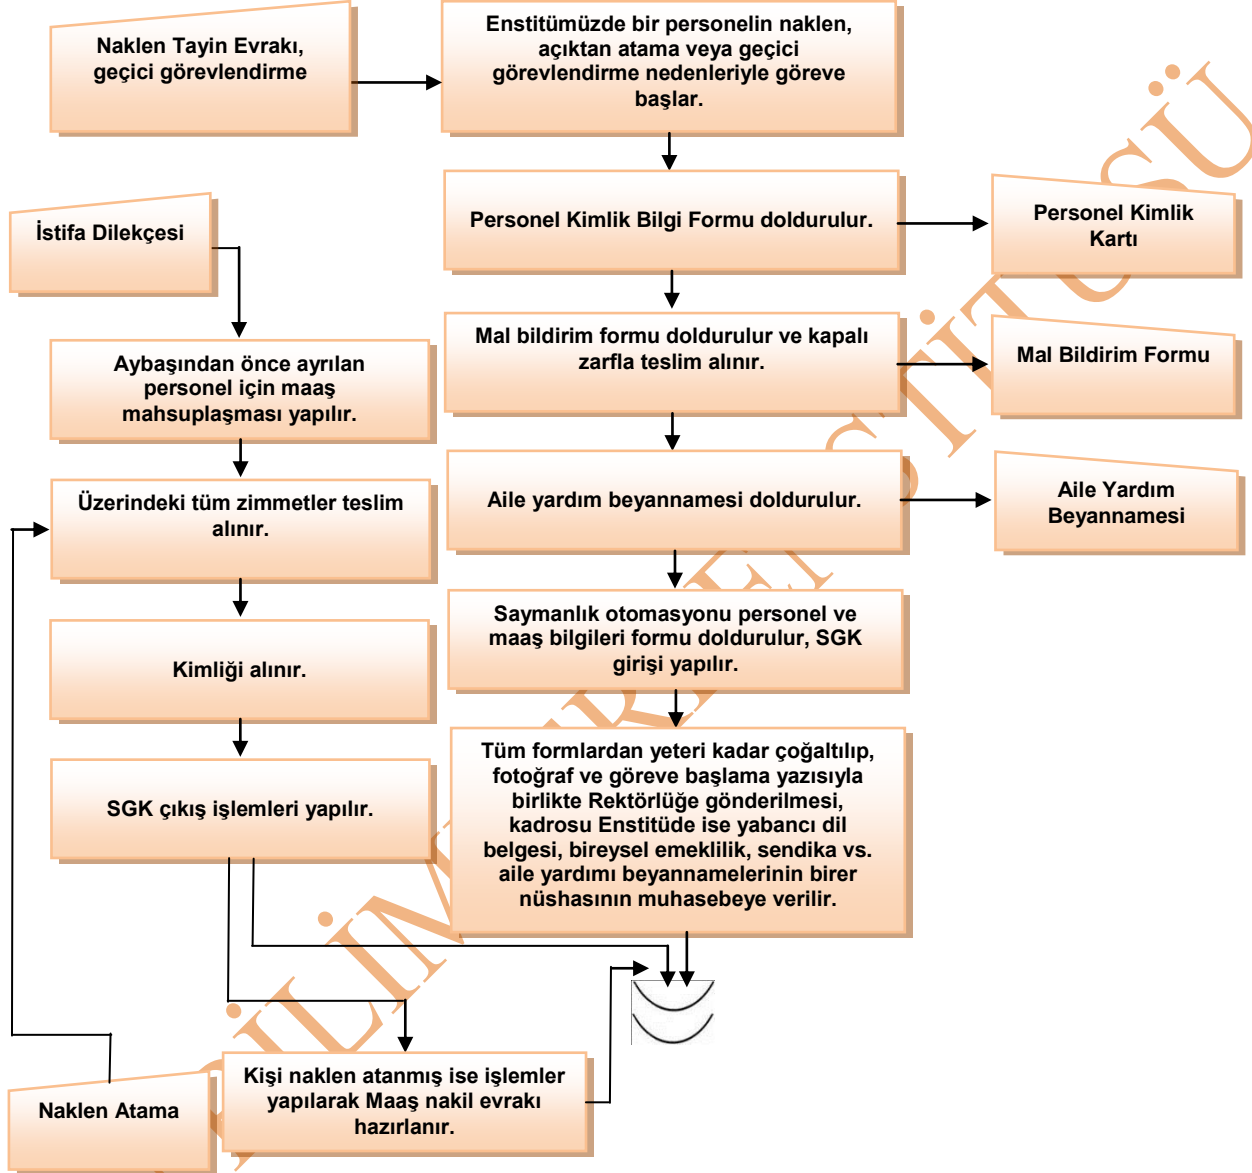 Naklen Tayin Evrakı,
geçici görevlendirme
Enstitümüzde bir personelin naklen,
açıktan atama veya geçici
görevlendirme nedenleriyle göreve
başlar.
Personel Kimlik Bilgi Formu doldurulur.
Personel Kimlik
Kartı
İstifa Dilekçesi
Mal bildirim formu doldurulur ve kapalı
zarfla teslim alınır.
Mal Bildirim Formu
Aybaşından önce ayrılan
personel için maaş
mahsuplaşması yapılır.
Aile yardım beyannamesi doldurulur.
Aile Yardım
Beyannamesi
Üzerindeki tüm zimmetler teslim
alınır.
Saymanlık otomasyonu personel ve
maaş bilgileri formu doldurulur, SGK
girişi yapılır.
Kimliği alınır.
Tüm formlardan yeteri kadar çoğaltılıp,
fotoğraf ve göreve başlama yazısıyla
birlikte Rektörlüğe gönderilmesi,
kadrosu Enstitüde ise yabancı dil
belgesi, bireysel emeklilik, sendika vs.
aile yardımı beyannamelerinin birer
nüshasının muhasebeye verilir.
SGK çıkış işlemleri yapılır.
Kişi naklen atanmış ise işlemler
yapılarak Maaş nakil evrakı
hazırlanır.
Naklen Atama